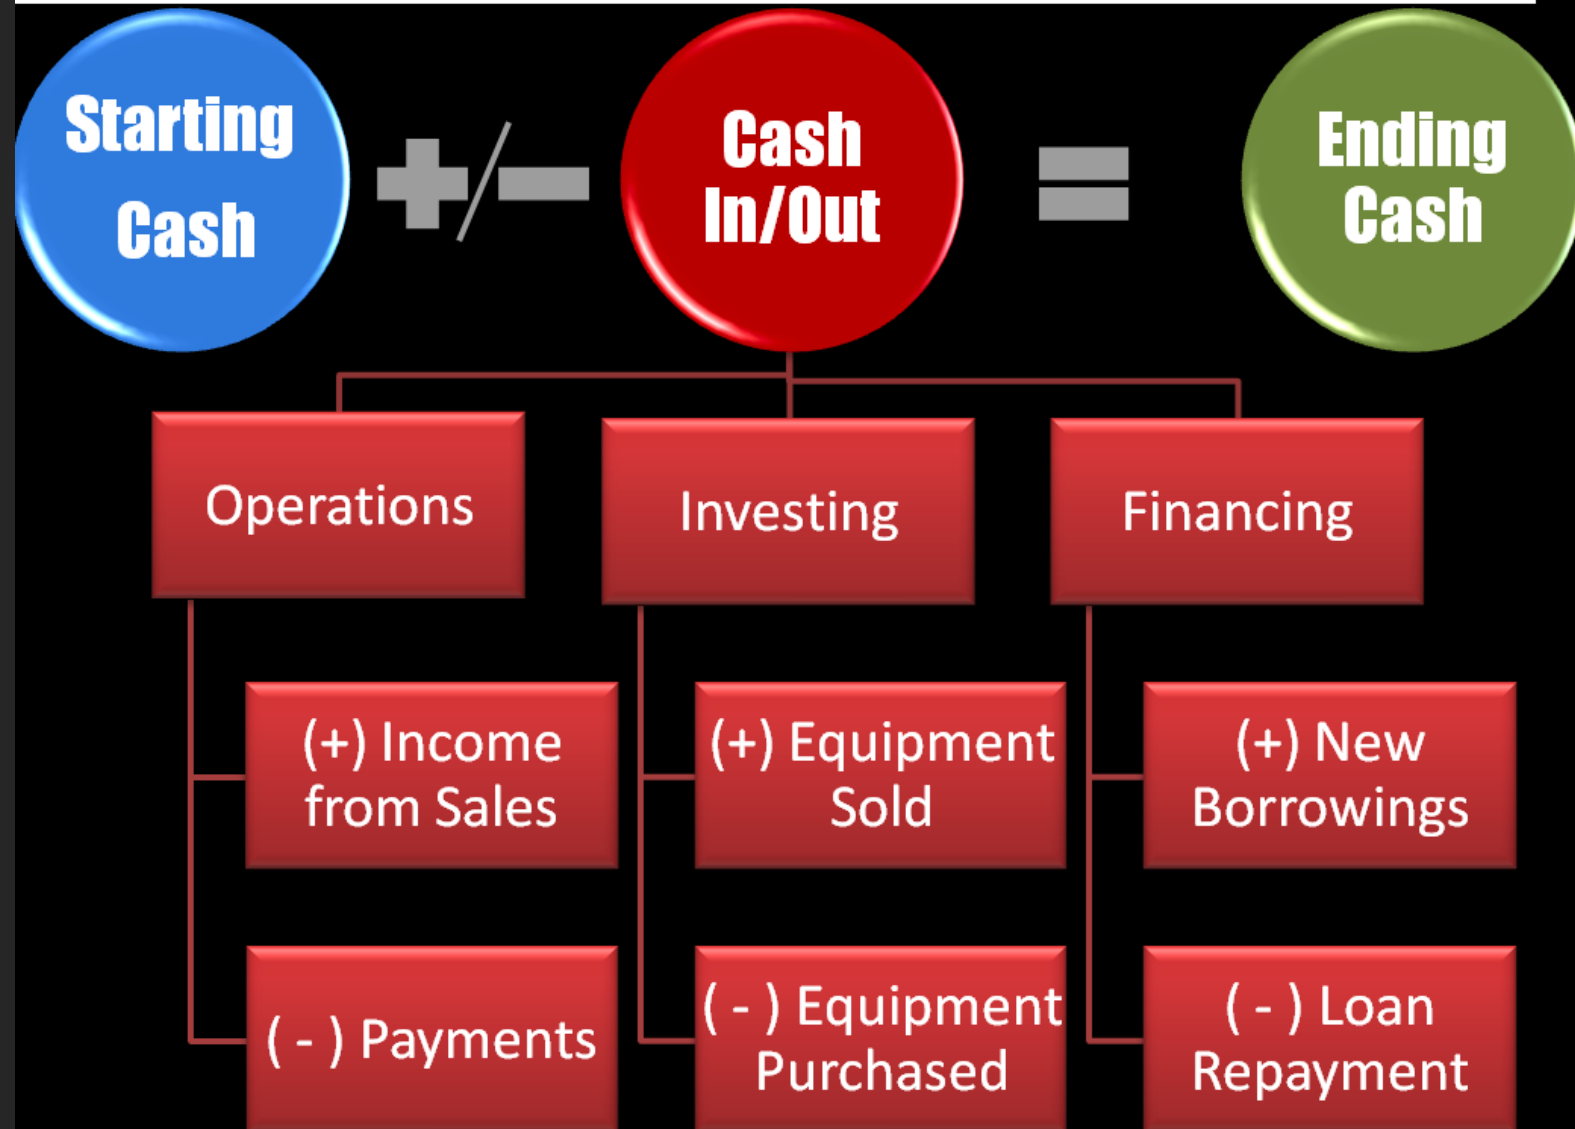 Starting
Cash
+/-
Cash
In/Out
=
Ending
Cash
Operations
Investing
Financing
(+) Income
from Sales
(+) Equipment
Sold
(+) New
Borrowings
( - ) Payments
( - ) Equipment
Purchased
( - ) Loan
Repayment